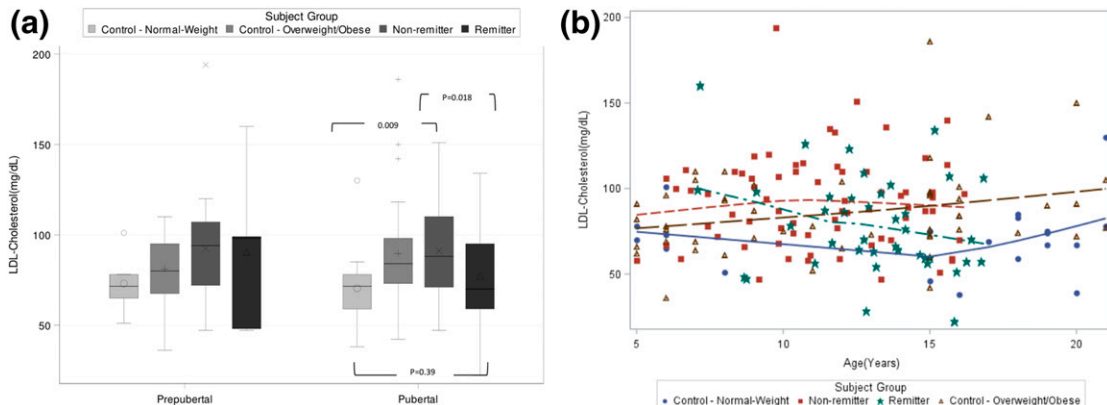 (a)
Subject Group
Control - Normal-Weight Control - Overweight/Obese Non-remitter Remitter
LDL-Cholesterol(mg/dL)
200
150
100
50
P=0.018
0.009
P=0.39
Prepubertal Pubertal
(b)
LDL-Cholesterol(mg/dL)
200
150
100
50
5 10 15 20
Age(Years)
Subject Group
Control - Normal-Weight Non-remitter Remitter Control - Overweight/Obese